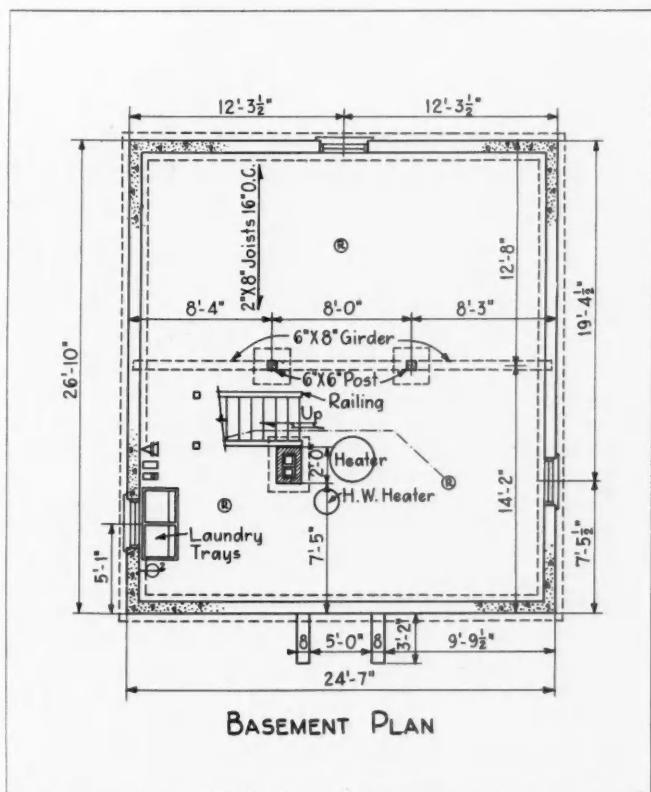 12'-3½" 12'-3½"
2"X8" Joists 16" O.C.
R
12'-8"
19'-4½"
8'-4" 8'-0" 8'-3"
26'-10"
6"X8" Girder
6"X6" Post
Railing
Up
2'-0"
Heater
R
H.W. Heater
R
14'-2"
Laundry
Trays
7'-5"
5'-1"
7'-5½"
2
8 5'-0" 8 3'-2" 9'-9½"
24'-7"
BASEMENT PLAN